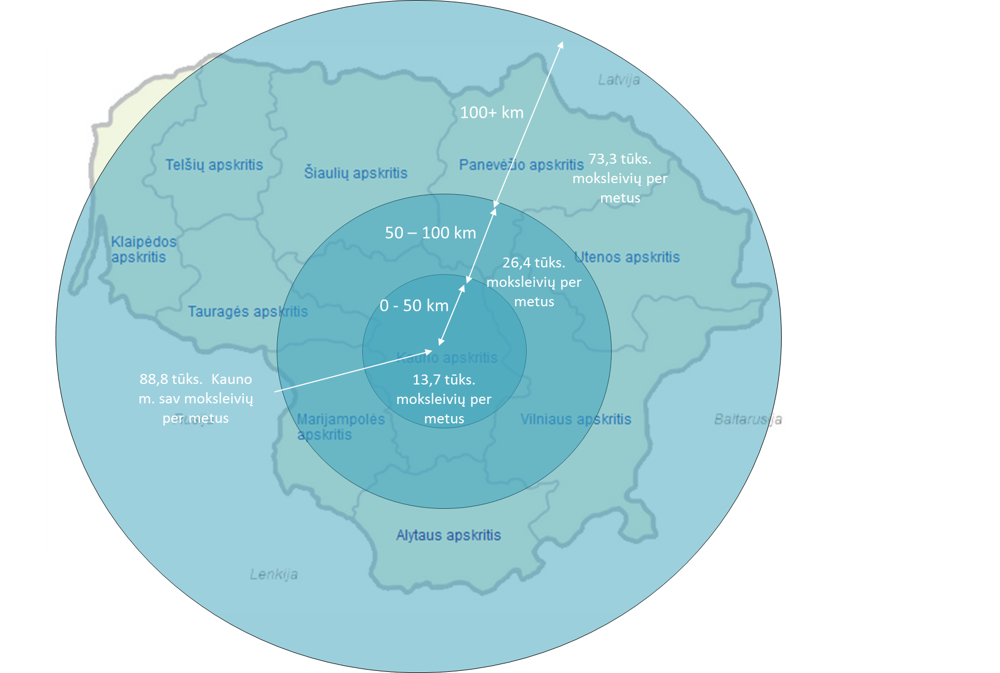 Latvija
100+ km
Telšių apskritis
Šiaulių apskritis
Panevėžio apskritis
73,3 tūks.
moksleivių per
metus
50 – 100 km
Klaipėdos
apskritis
26,4 tūks.
moksleivių per
metus
Utenos apskritis
0 - 50 km
Tauragės apskritis
Kauno apskritis
88,8 tūks.  Kauno
m. sav moksleivių
per metus
Rusija
13,7 tūks.
moksleivių per
metus
Marijampolės
apskritis
Vilniaus apskritis
Baltarusija
Alytaus apskritis
Lenkija